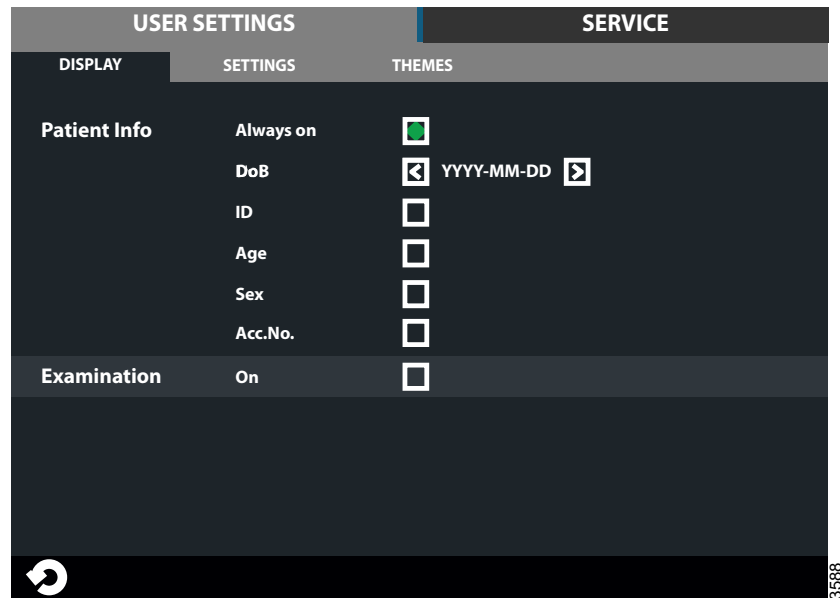 USER SETTINGS SERVICE
DISPLAY SETTINGS THEMES
Patient Info Always on
DoB YYYY-MM-DD
ID
Age
Sex
Acc.No.
Examination On
3588